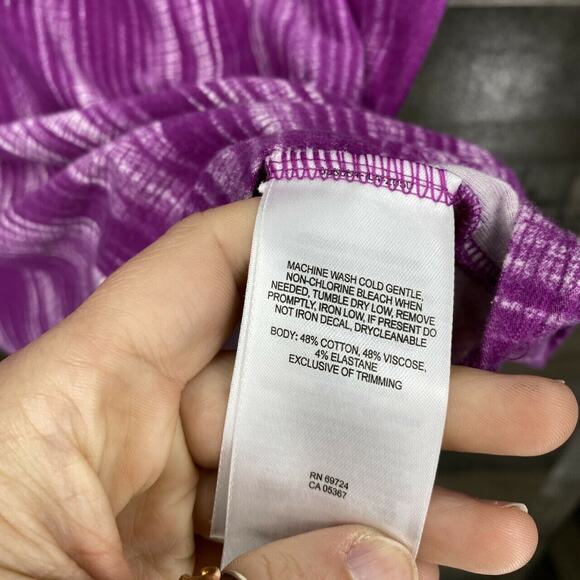 MACHINE WASH COLD GENTLE,
NON-CHLORINE BLEACH WHEN
NEEDED, TUMBLE DRY LOW, REMOVE
PROMPTLY, IRON LOW, IF PRESENT DO
NOT IRON DECAL, DRYCLEANABLE
BODY: 48% COTTON, 48% VISCOSE,
4% ELASTANE
EXCLUSIVE OF TRIMMING
RN 69724
CA 05367